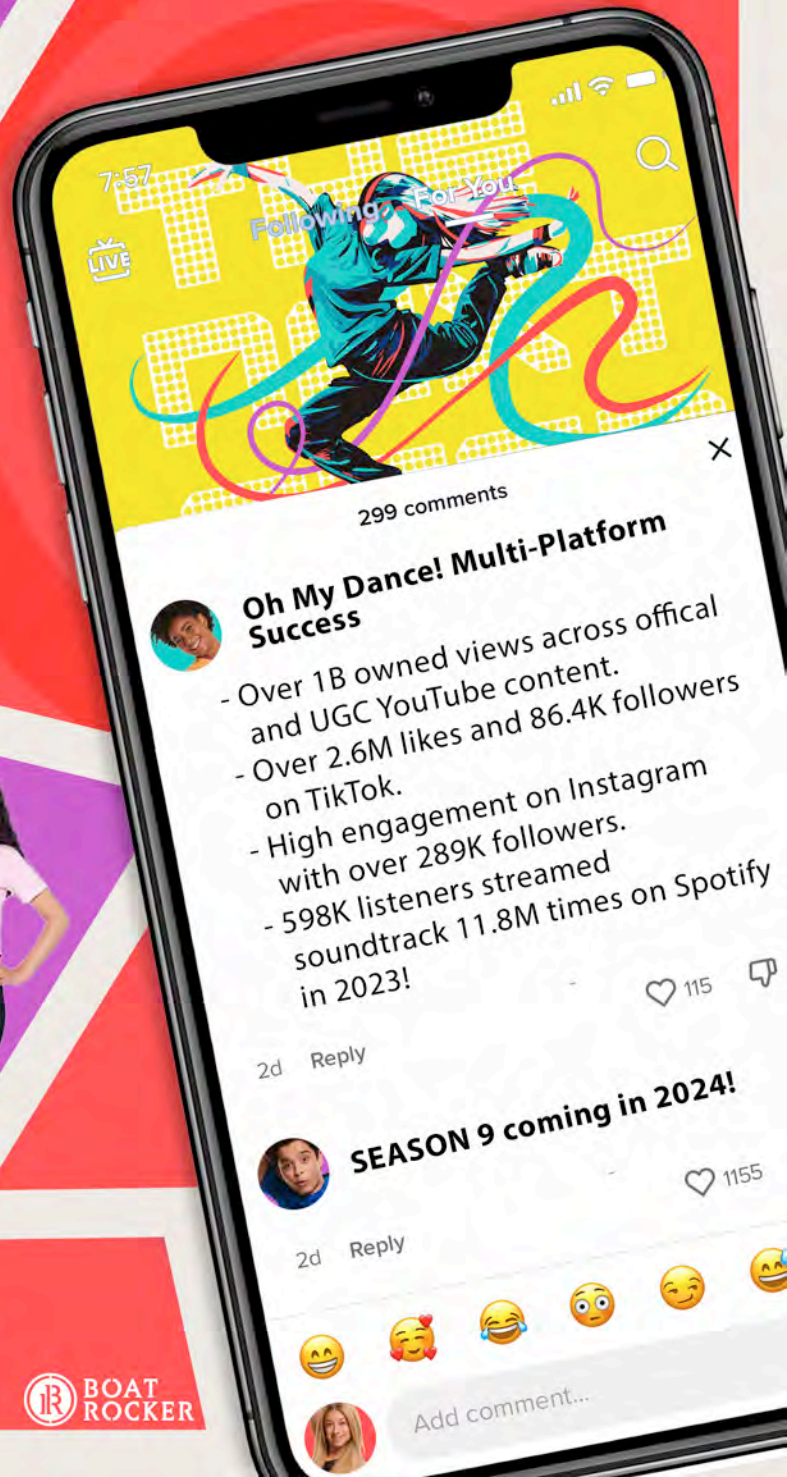 7:57
LIVE
Following
For You
THE
NEXT
299 comments
Oh My Dance! Multi-Platform
Success
- Over 1B owned views across offical
and UGC YouTube content.
- Over 2.6M likes and 86.4K followers
on TikTok.
- High engagement on Instagram
with over 289K followers.
- 598K listeners streamed
soundtrack 11.8M times on Spotify
in 2023!
115
2d Reply
SEASON 9 coming in 2024!
1155
2d Reply
Add comment...
BOAT
ROCKER